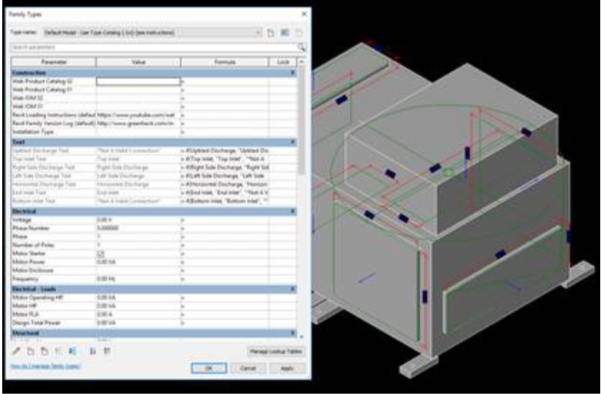 Family Types
Type name: Default Model - Use Type Catalog (.txt) (see instructions)
Search parameters
Parameter Value Formula Lock
Construction
Web Product Catalog 02 =
Web Product Catalog 01 =
Web IOM 02 =
Web IOM 01 =
Revit Loading Instructions (defaul https://www.youtube.com/wat =
Revit Family Version Log (default) http://www.greenheck.com/re =
Installation Type =
Text
Upblast Discharge Text "Not A Valid Connection" = if(Upblast Discharge, "Upblast Dis
Top Inlet Text Top Inlet = if(Top Inlet, "Top Inlet", "*Not A
Right Side Discharge Text Right Side Discharge = if(Right Side Discharge, "Right Sid
Left Side Discharge Text Left Side Discharge = if(Left Side Discharge, "Left Side
Horizontal Discharge Text Horizontal Discharge = if(Horizontal Discharge, "Horizon
End Inlet Text End Inlet = if(End Inlet, "End Inlet", "*Not A V
Bottom Inlet Text "Not A Valid Connection" = if(Bottom Inlet, "Bottom Inlet", "*
Electrical
Voltage 0.00 V =
Phase Number 0.000000 =
Phase 1 =
Number of Poles 1 =
Motor Starter =
Motor Power 0.00 VA =
Motor Enclosure =
Frequency 0.00 Hz =
Electrical - Loads
Motor Operating HP 0.00 VA =
Motor HP 0.00 VA =
Motor FLA 0.00 A =
Design Total Power 0.00 VA =
Structural
Manage Lookup Tables
How do I manage family types?
OK Cancel Apply